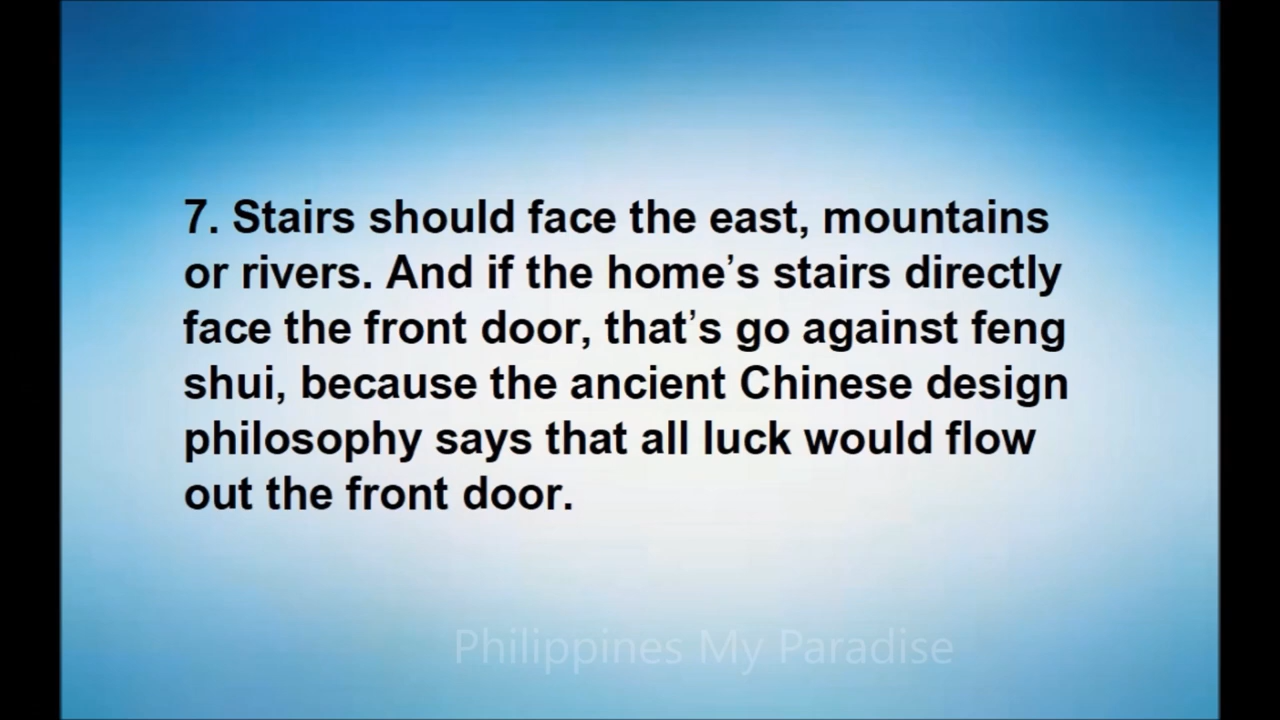 7. Stairs should face the east, mountains
or rivers. And if the home’s stairs directly
face the front door, that’s go against feng
shui, because the ancient Chinese design
philosophy says that all luck would flow
out the front door.
Philippines My Paradise